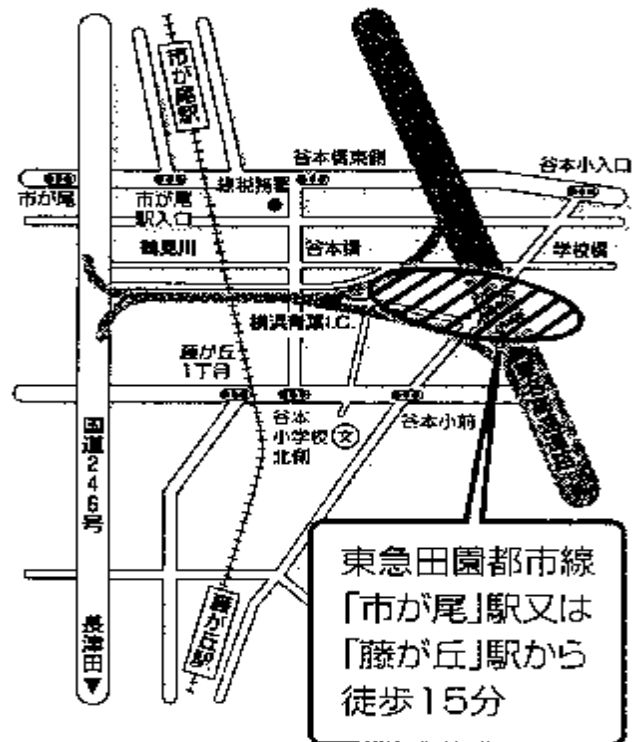 市が尾駅
谷本橋東側
谷本小入口
市が尾
市が尾
駅入口
緑税務署
鶴見川
谷本橋
学校橋
横浜青葉I.C.
藤が丘
1丁目
谷本
小学校
北側
文
谷本小前
国道246号
長津田▼
藤が丘駅
東急田園都市線
「市が尾」駅又は
「藤が丘」駅から
徒歩15分